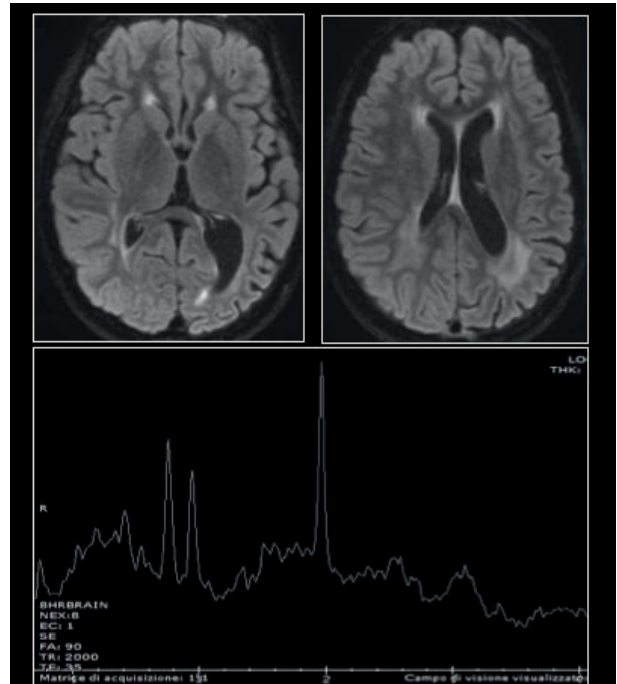 LO
THK:
R
BHRBRAIN
NEX:8
EC: 1
SE
FA: 90
TR: 2000
TE: 35
Matrice di acquisizione: 1
2
Campo di visione visualizzato